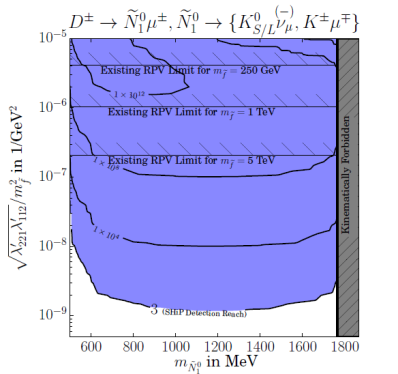 D± → Ñ₁⁰μ±, Ñ₁⁰ → {K⁰_{S/L} ν_μ^(−), K±μ∓}
10⁻⁵
Existing RPV Limit for m_f̃ = 250 GeV
1 × 10¹²
10⁻⁶
Existing RPV Limit for m_f̃ = 1 TeV
Existing RPV Limit for m_f̃ = 5 TeV
1 × 10⁸
10⁻⁷
1 × 10⁴
10⁻⁸
10⁻⁹
3 (SHiP Detection Reach)
Kinematically Forbidden
√(λ′₂₂₁λ′₁₁₂)/m²_f̃ in 1/GeV²
600 800 1000 1200 1400 1600 1800
m_Ñ₁⁰ in MeV